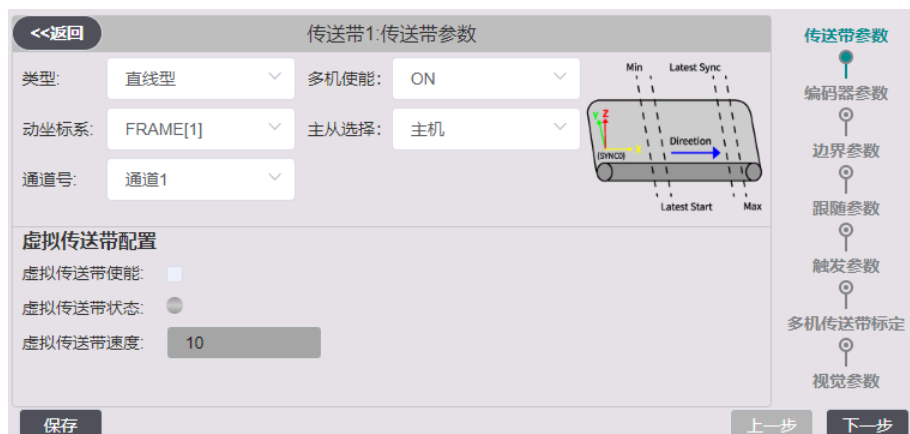 <<返回
传送带1:传送带参数
类型: 直线型 多机使能: ON
动坐标系: FRAME[1] 主从选择: 主机
通道号: 通道1
Min Latest Sync
Y Z
Direction
(SYNC0) X
Latest Start Max
虚拟传送带配置
虚拟传送带使能:
虚拟传送带状态:
虚拟传送带速度: 10
保存
上一步
下一步
传送带参数
编码器参数
边界参数
跟随参数
触发参数
多机传送带标定
视觉参数